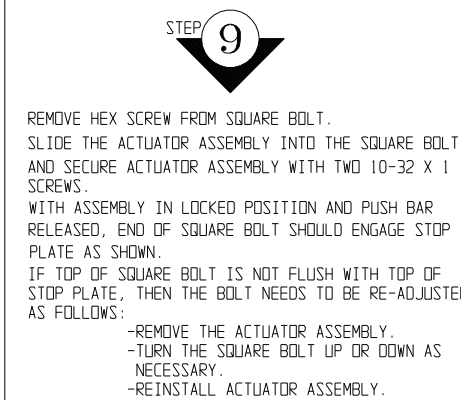 STEP
9
REMOVE HEX SCREW FROM SQUARE BOLT.
SLIDE THE ACTUATOR ASSEMBLY INTO THE SQUARE BOLT
AND SECURE ACTUATOR ASSEMBLY WITH TWO 10-32 X 1
SCREWS.
WITH ASSEMBLY IN LOCKED POSITION AND PUSH BAR
RELEASED, END OF SQUARE BOLT SHOULD ENGAGE STOP
PLATE AS SHOWN.
IF TOP OF SQUARE BOLT IS NOT FLUSH WITH TOP OF
STOP PLATE, THEN THE BOLT NEEDS TO BE RE-ADJUSTE
AS FOLLOWS:
-REMOVE THE ACTUATOR ASSEMBLY.
-TURN THE SQUARE BOLT UP OR DOWN AS
NECESSARY.
-REINSTALL ACTUATOR ASSEMBLY.